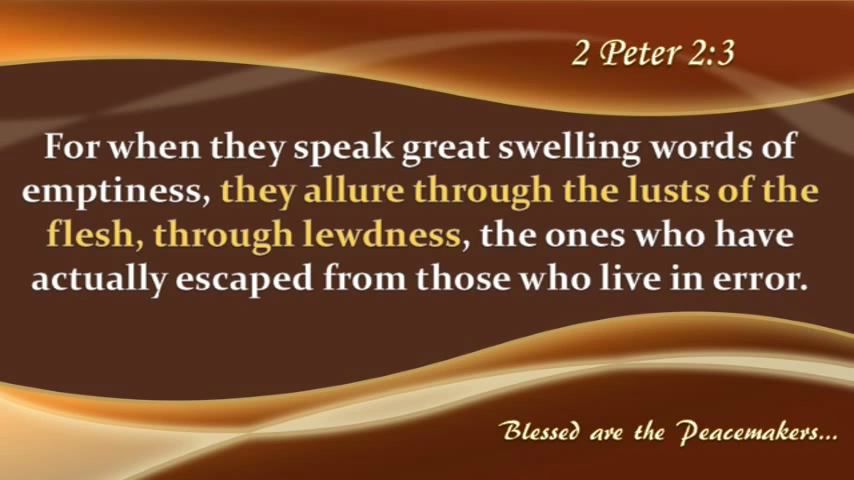 2 Peter 2:3
For when they speak great swelling words of
emptiness, they allure through the lusts of the
flesh, through lewdness, the ones who have
actually escaped from those who live in error.
Blessed are the Peacemakers...